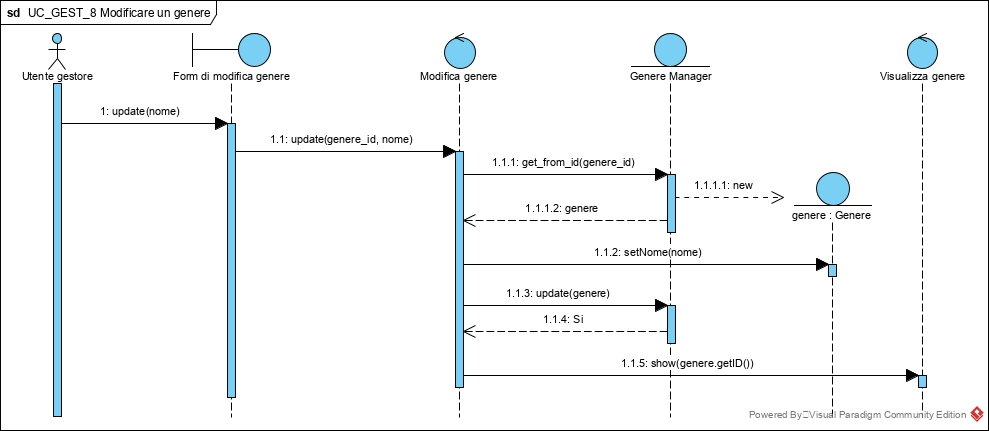 sd UC_GEST_8 Modificare un genere
Utente gestore
Form di modifica genere
Modifica genere
Genere Manager
Visualizza genere
1: update(nome)
1.1: update(genere_id, nome)
1.1.1: get_from_id(genere_id)
1.1.1.1: new
1.1.1.2: genere
genere : Genere
1.1.2: setNome(nome)
1.1.3: update(genere)
1.1.4: Si
1.1.5: show(genere.getID())
Powered By Visual Paradigm Community Edition